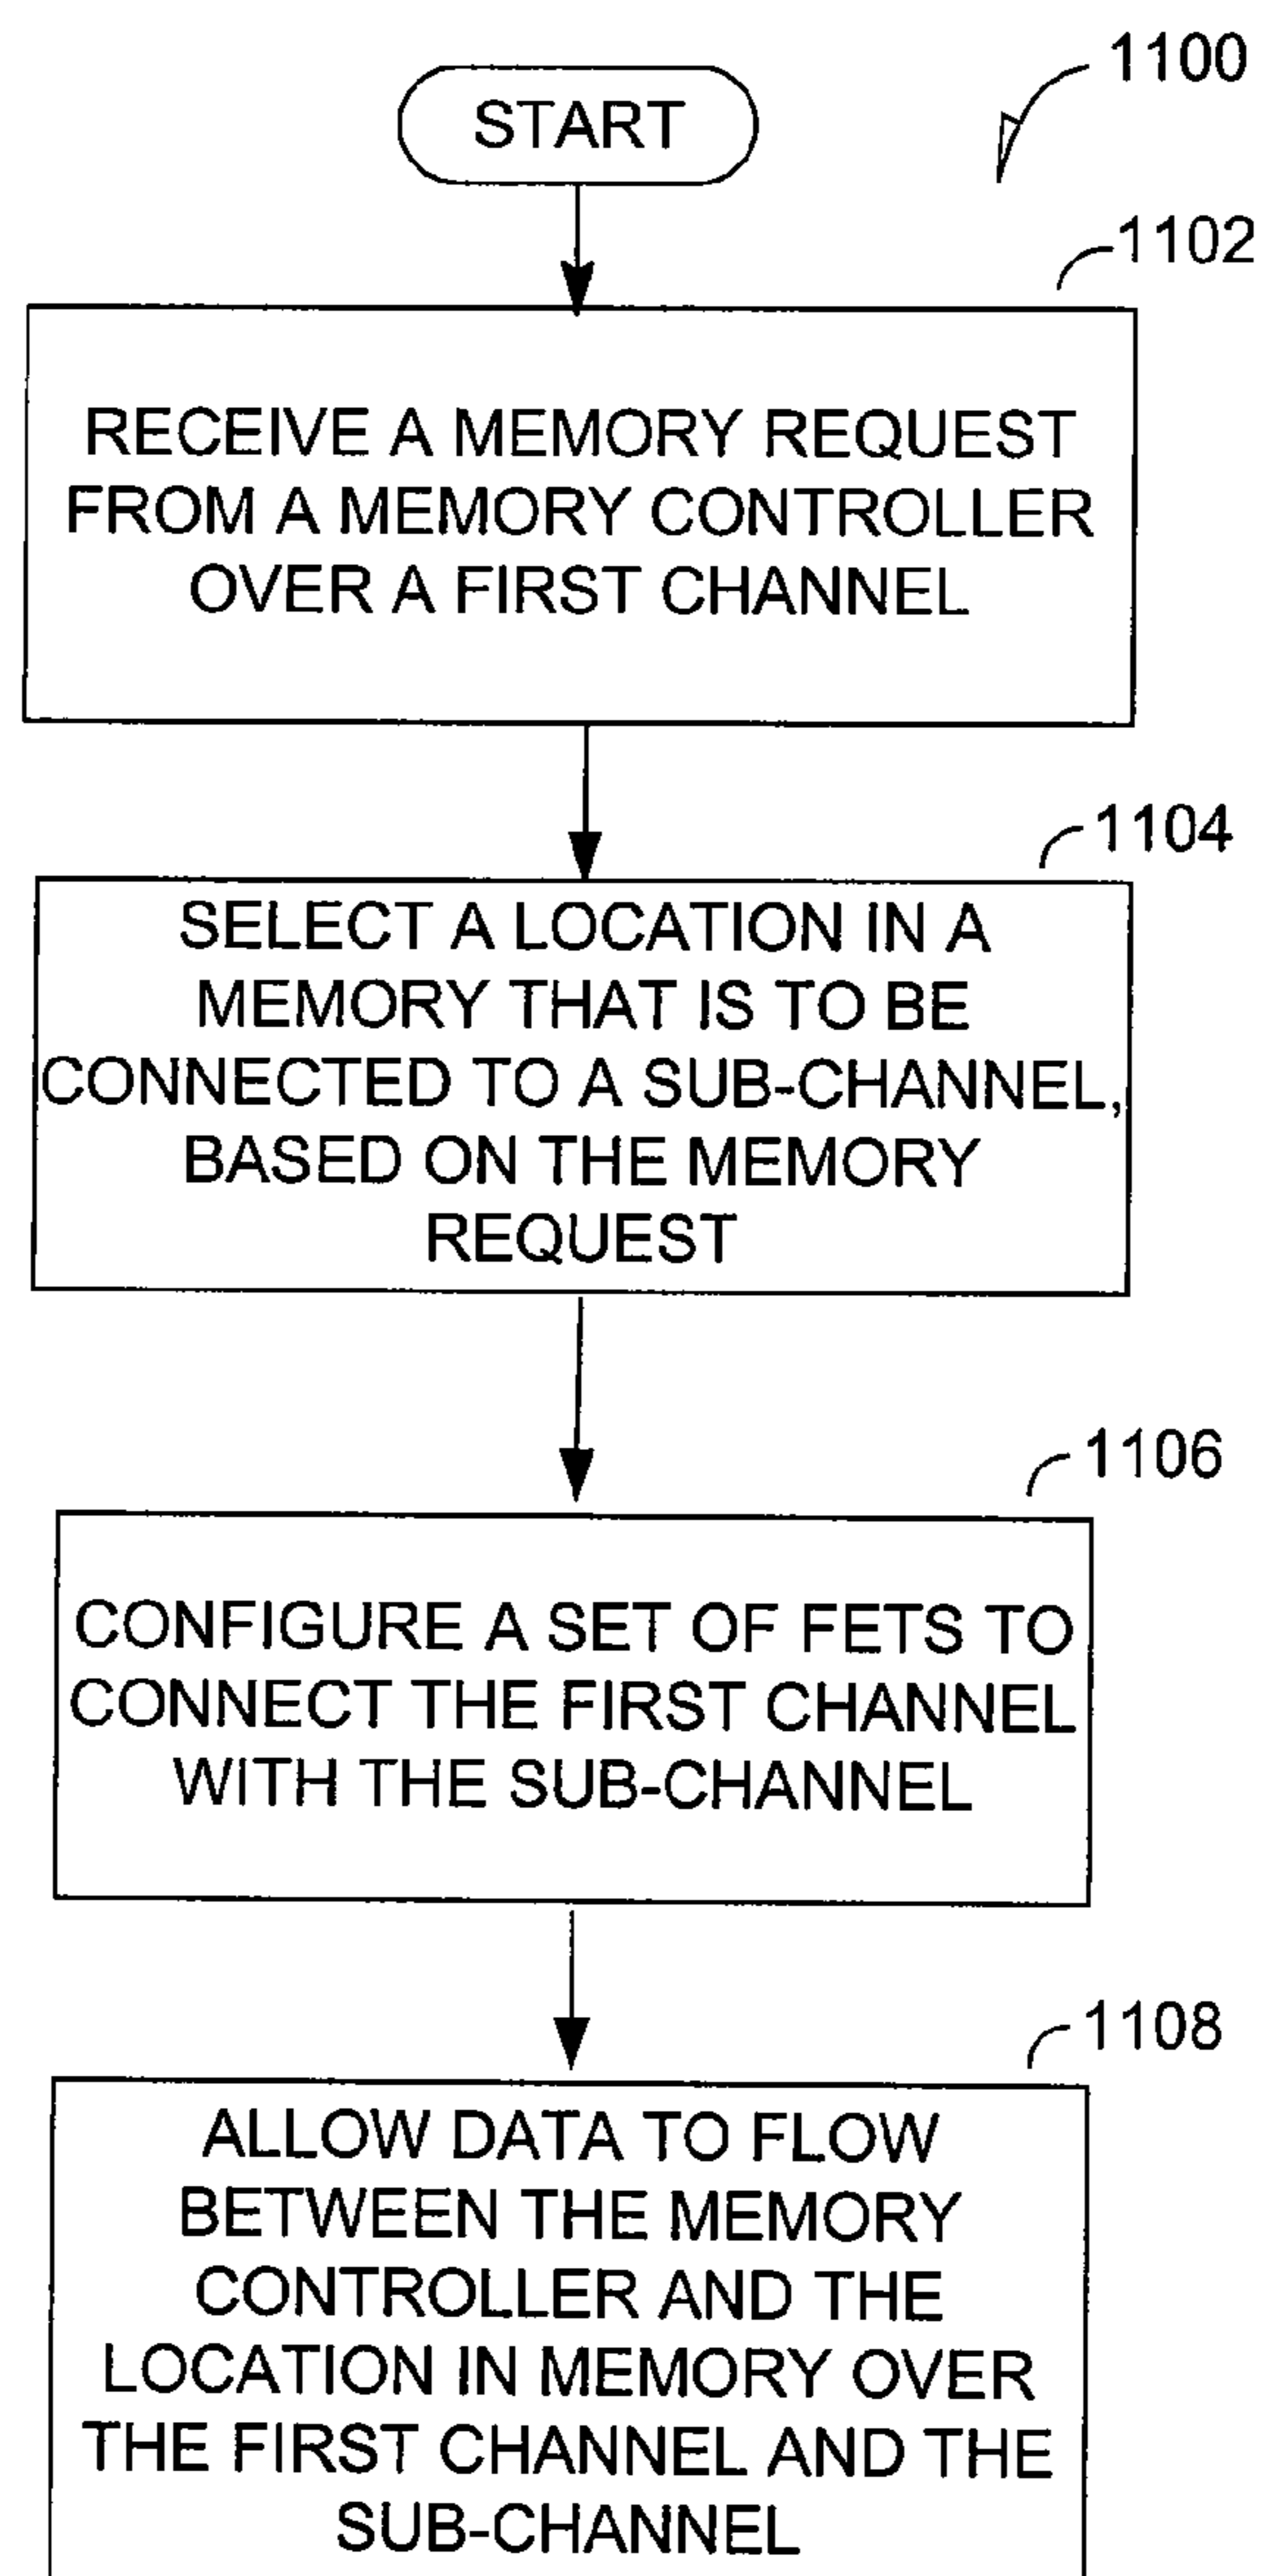 1100
START
1102
RECEIVE A MEMORY REQUEST
FROM A MEMORY CONTROLLER
OVER A FIRST CHANNEL
1104
SELECT A LOCATION IN A
MEMORY THAT IS TO BE
CONNECTED TO A SUB-CHANNEL,
BASED ON THE MEMORY
REQUEST
1106
CONFIGURE A SET OF FETS TO
CONNECT THE FIRST CHANNEL
WITH THE SUB-CHANNEL
1108
ALLOW DATA TO FLOW
BETWEEN THE MEMORY
CONTROLLER AND THE
LOCATION IN MEMORY OVER
THE FIRST CHANNEL AND THE
SUB-CHANNEL